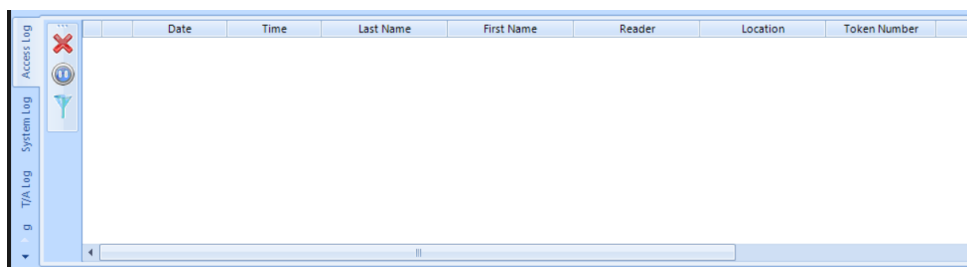 Date Time Last Name First Name Reader Location Token Number
Access Log
System Log
T/A Log
g